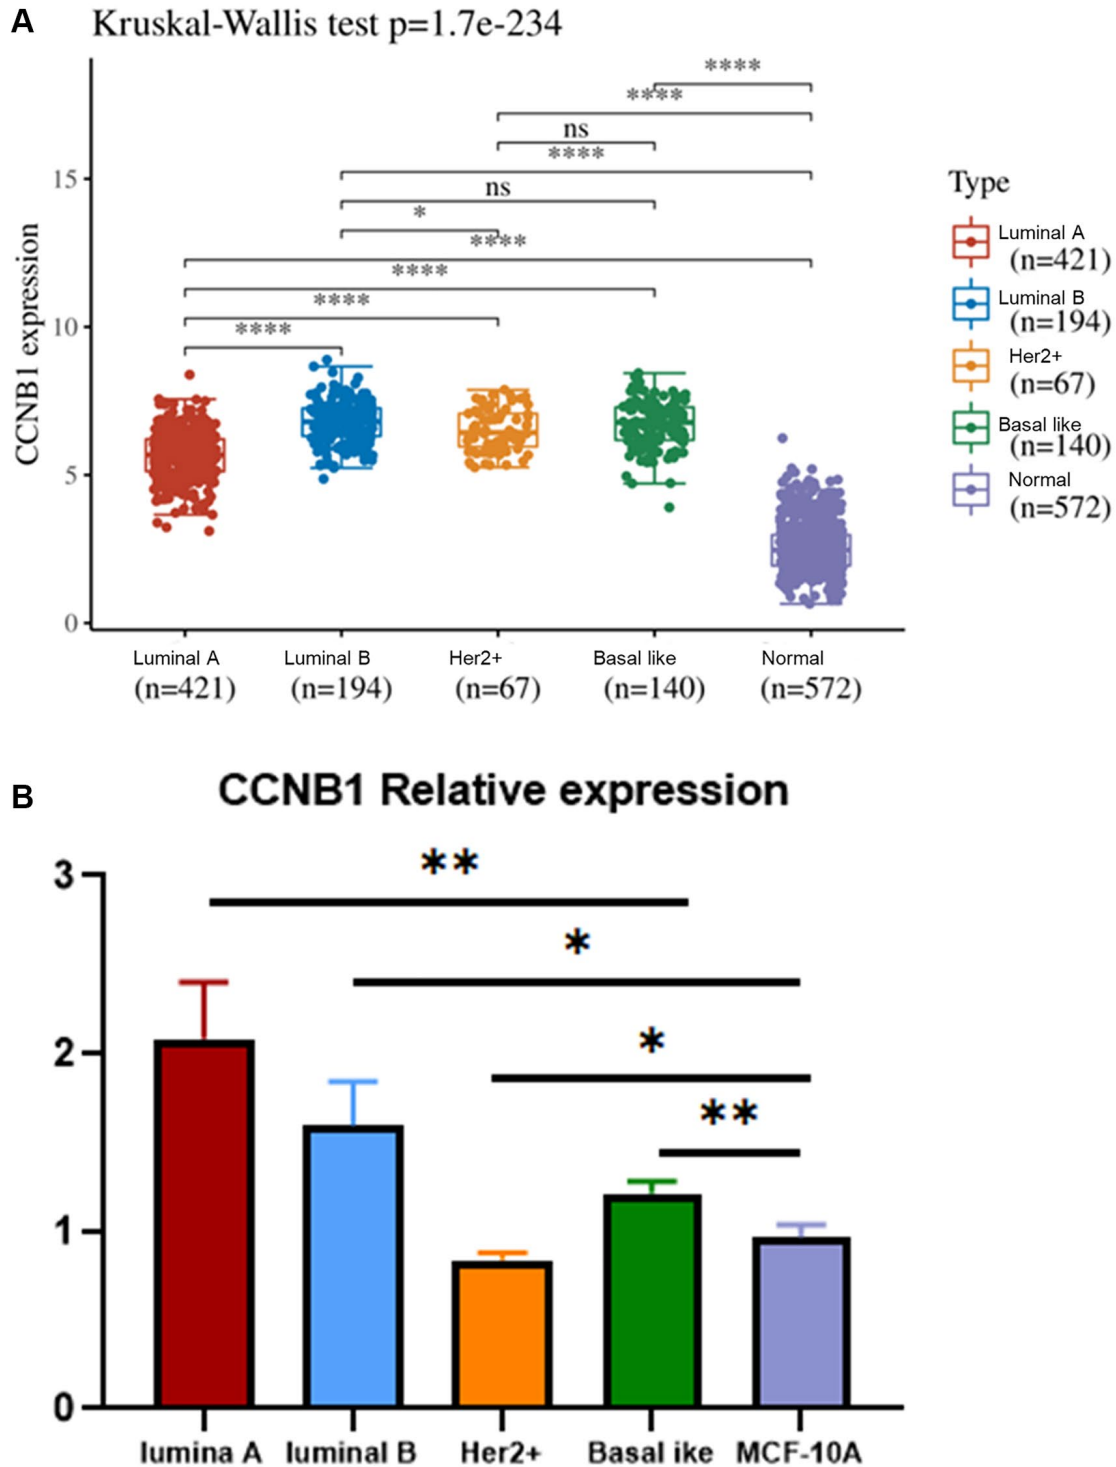 A
Kruskal-Wallis test p=1.7e-234
****
****
ns
****
ns
*
****
****
****
****
15
10
5
0
CCNB1 expression
Type
Luminal A
(n=421)
Luminal B
(n=194)
Her2+
(n=67)
Basal like
(n=140)
Normal
(n=572)
Luminal A Luminal B Her2+ Basal like Normal
(n=421) (n=194) (n=67) (n=140) (n=572)
B
CCNB1 Relative expression
**
*
*
**
3
2
1
0
lumina A luminal B Her2+ Basal ike MCF-10A